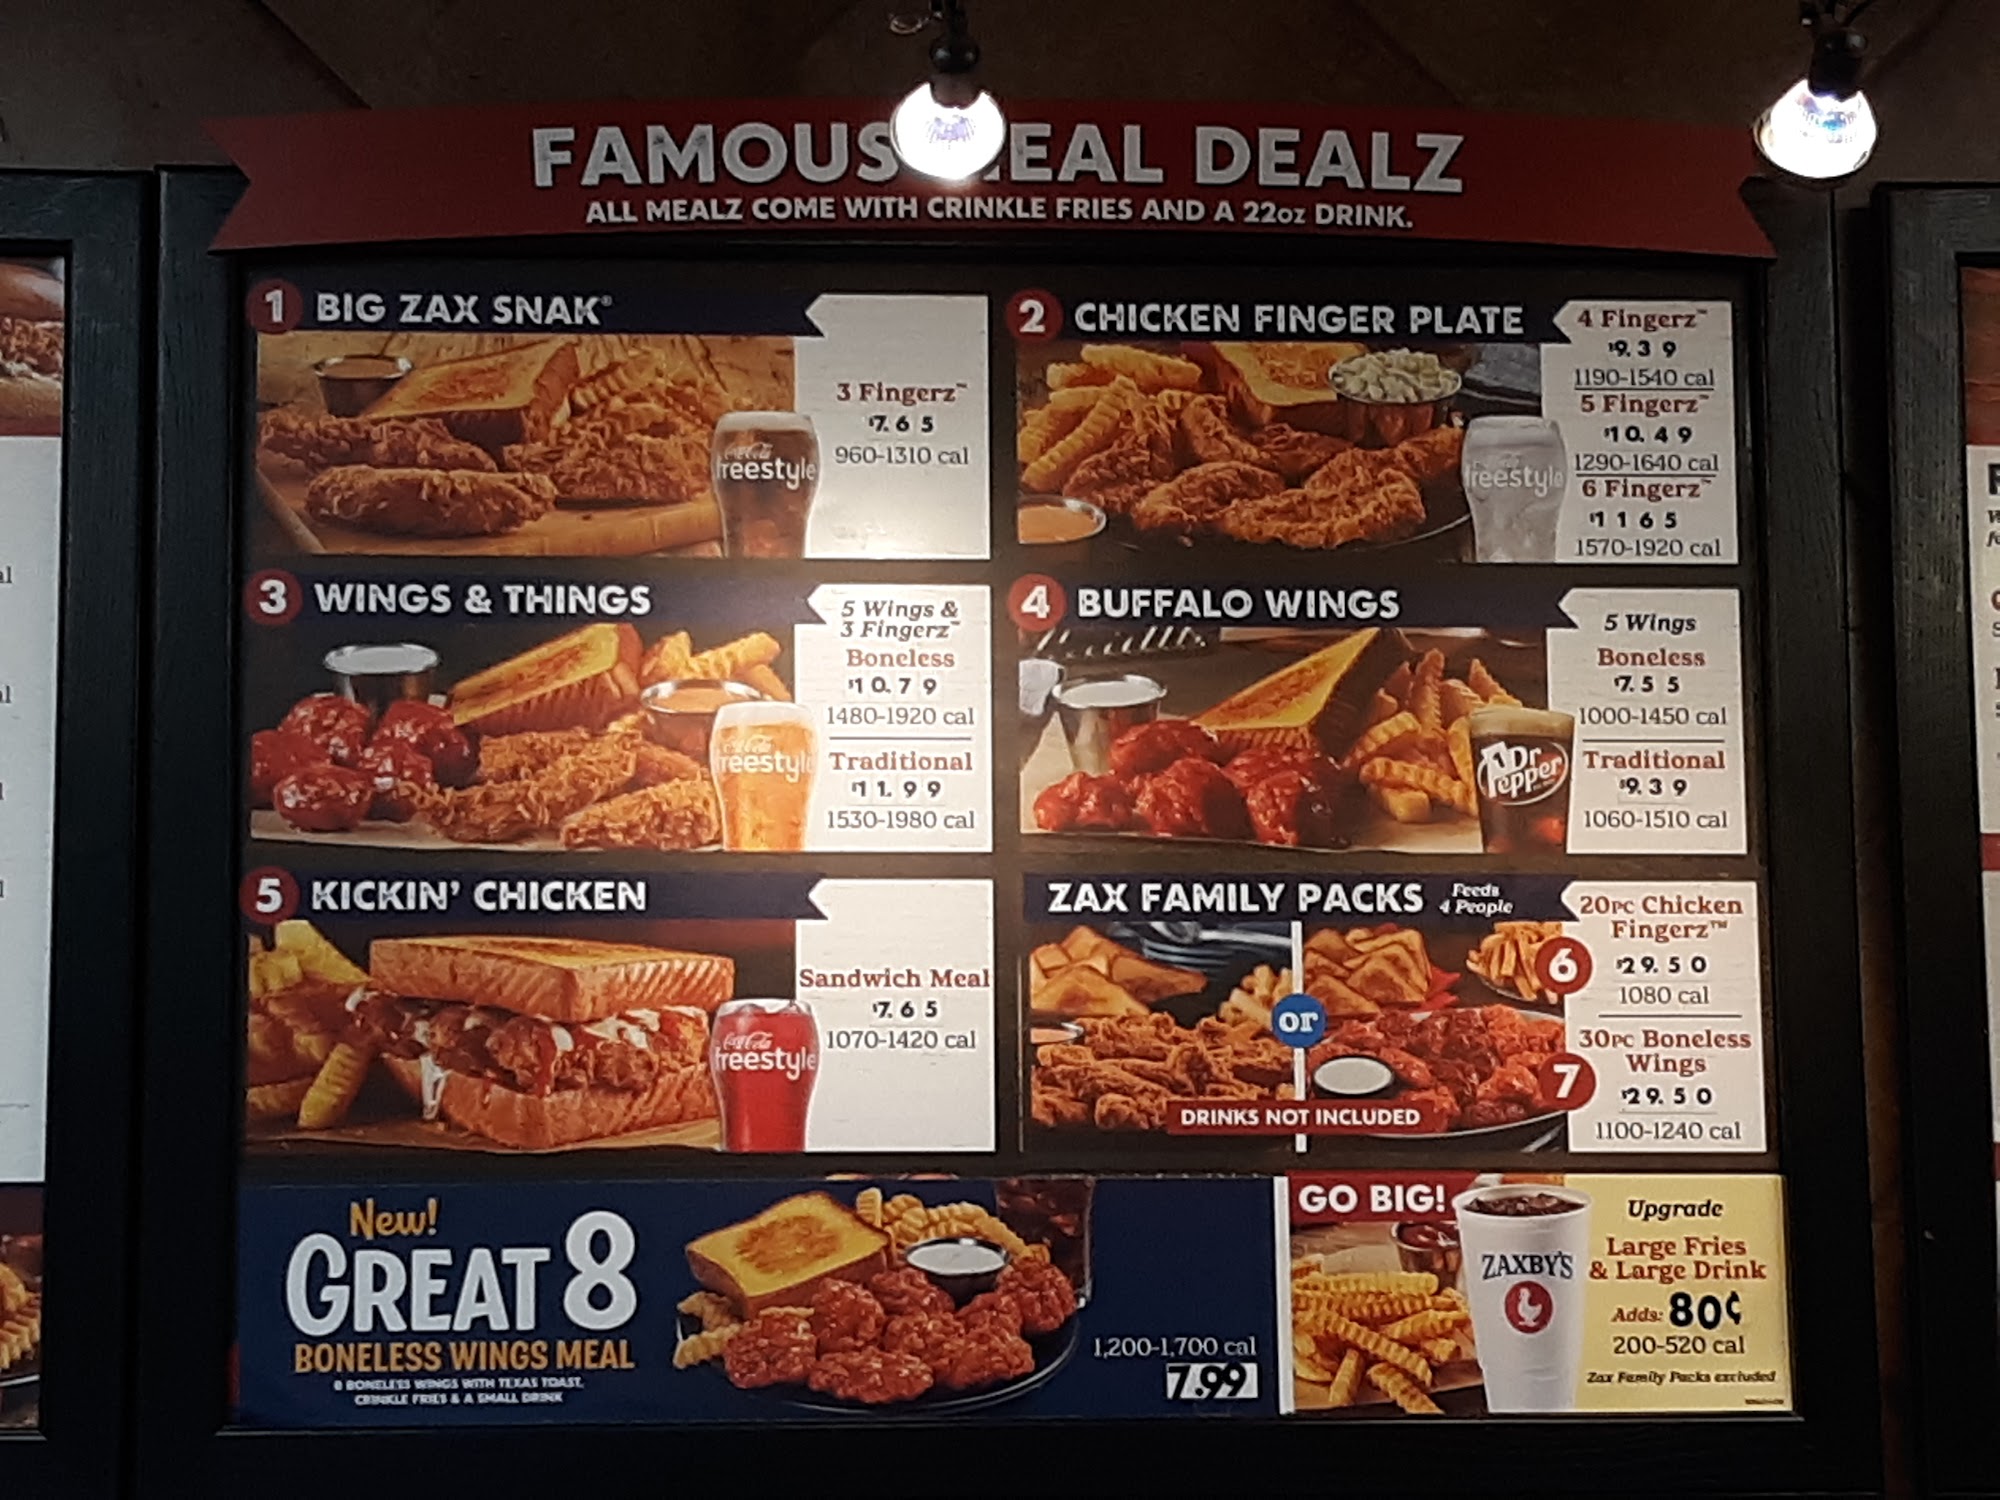 FAMOUS MEAL DEALZ
ALL MEALZ COME WITH CRINKLE FRIES AND A 22oz DRINK.
1 BIG ZAX SNAK®
3 Fingerz™
$7.65
960-1310 cal
Coca-Cola
freestyle
2 CHICKEN FINGER PLATE
4 Fingerz™
$9.39
1190-1540 cal
5 Fingerz™
$10.49
1290-1640 cal
6 Fingerz™
$1165
1570-1920 cal
freestyle
3 WINGS & THINGS
5 Wings &
3 Fingerz™
Boneless
$10.79
1480-1920 cal
Traditional
$11.99
1530-1980 cal
Coca-Cola
freestyle
4 BUFFALO WINGS
5 Wings
Boneless
$7.55
1000-1450 cal
Traditional
$9.39
1060-1510 cal
Dr
Pepper
5 KICKIN' CHICKEN
Sandwich Meal
$7.65
1070-1420 cal
Coca-Cola
freestyle
ZAX FAMILY PACKS
Feeds
4 People
20PC Chicken
Fingerz™
6 $29.50
1080 cal
or
30PC Boneless
Wings
7 $29.50
1100-1240 cal
DRINKS NOT INCLUDED
New!
GREAT 8
BONELESS WINGS MEAL
8 BONELESS WINGS WITH TEXAS TOAST,
CRINKLE FRIES & A SMALL DRINK
1,200-1,700 cal
7.99
GO BIG!
ZAXBY'S
Upgrade
Large Fries
& Large Drink
Adds: 80¢
200-520 cal
Zax Family Packs excluded